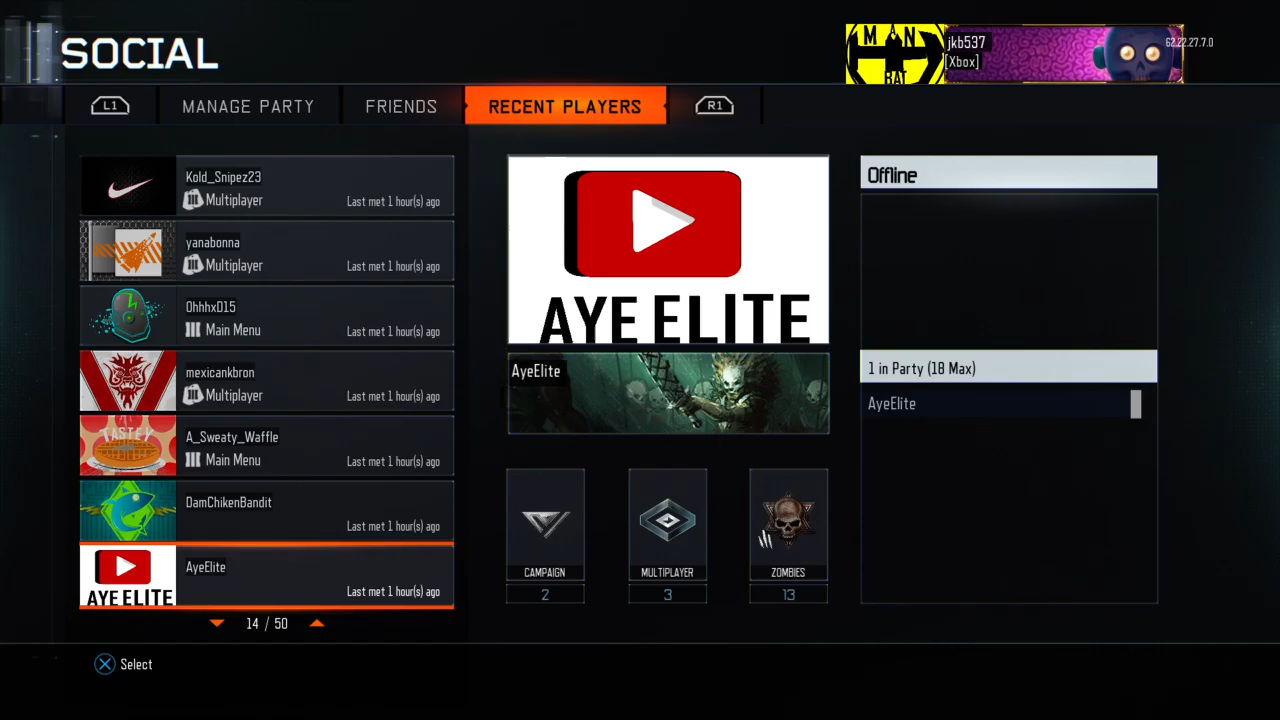 SOCIAL
MAN
BAT
jkb537
[Xbox]
62.22.27.7.0
L1
MANAGE PARTY
FRIENDS
RECENT PLAYERS
R1
Kold_Snipez23
Multiplayer
Last met 1 hour(s) ago
yanabonna
Multiplayer
Last met 1 hour(s) ago
OhhhxD15
Main Menu
Last met 1 hour(s) ago
mexicankbron
Multiplayer
Last met 1 hour(s) ago
TASTEY
A_Sweaty_Waffle
Main Menu
Last met 1 hour(s) ago
DamChikenBandit
Last met 1 hour(s) ago
AYE ELITE
AyeElite
Last met 1 hour(s) ago
14 / 50
AYE ELITE
AyeElite
CAMPAIGN
2
MULTIPLAYER
3
ZOMBIES
13
Offline
1 in Party (18 Max)
AyeElite
Select